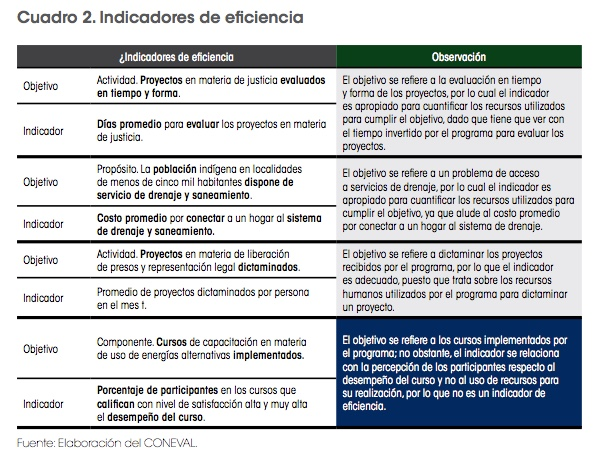 Cuadro 2. Indicadores de eficiencia
¿Indicadores de eficiencia
Observación
Objetivo
Actividad. Proyectos en materia de justicia evaluados
en tiempo y forma.
Indicador
Días promedio para evaluar los proyectos en materia
de justicia.
El objetivo se refiere a la evaluación en tiempo
y forma de los proyectos, por lo cual el indicador
es apropiado para cuantificar los recursos utilizados
para cumplir el objetivo, dado que tiene que ver con
el tiempo invertido por el programa para evaluar los
proyectos.
Objetivo
Propósito. La población indígena en localidades
de menos de cinco mil habitantes dispone de
servicio de drenaje y saneamiento.
Indicador
Costo promedio por conectar a un hogar al sistema
de drenaje y saneamiento.
El objetivo se refiere a un problema de acceso
a servicios de drenaje, por lo cual el indicador es
apropiado para cuantificar los recursos utilizados para
cumplir el objetivo, ya que alude al costo promedio
por conectar a un hogar al sistema de drenaje.
Objetivo
Actividad. Proyectos en materia de liberación
de presos y representación legal dictaminados.
Indicador
Promedio de proyectos dictaminados por persona
en el mes t.
El objetivo se refiere a dictaminar los proyectos
recibidos por el programa, por lo que el indicador
es adecuado, puesto que trata sobre los recursos
humanos utilizados por el programa para dictaminar
un proyecto.
Objetivo
Componente. Cursos de capacitación en materia
de uso de energías alternativas implementados.
Indicador
Porcentaje de participantes en los cursos que
califican con nivel de satisfacción alta y muy alta
el desempeño del curso.
El objetivo se refiere a los cursos implementados por
el programa; no obstante, el indicador se relaciona
con la percepción de los participantes respecto al
desempeño del curso y no al uso de recursos para
su realización, por lo que no es un indicador de
eficiencia.
Fuente: Elaboración del CONEVAL.